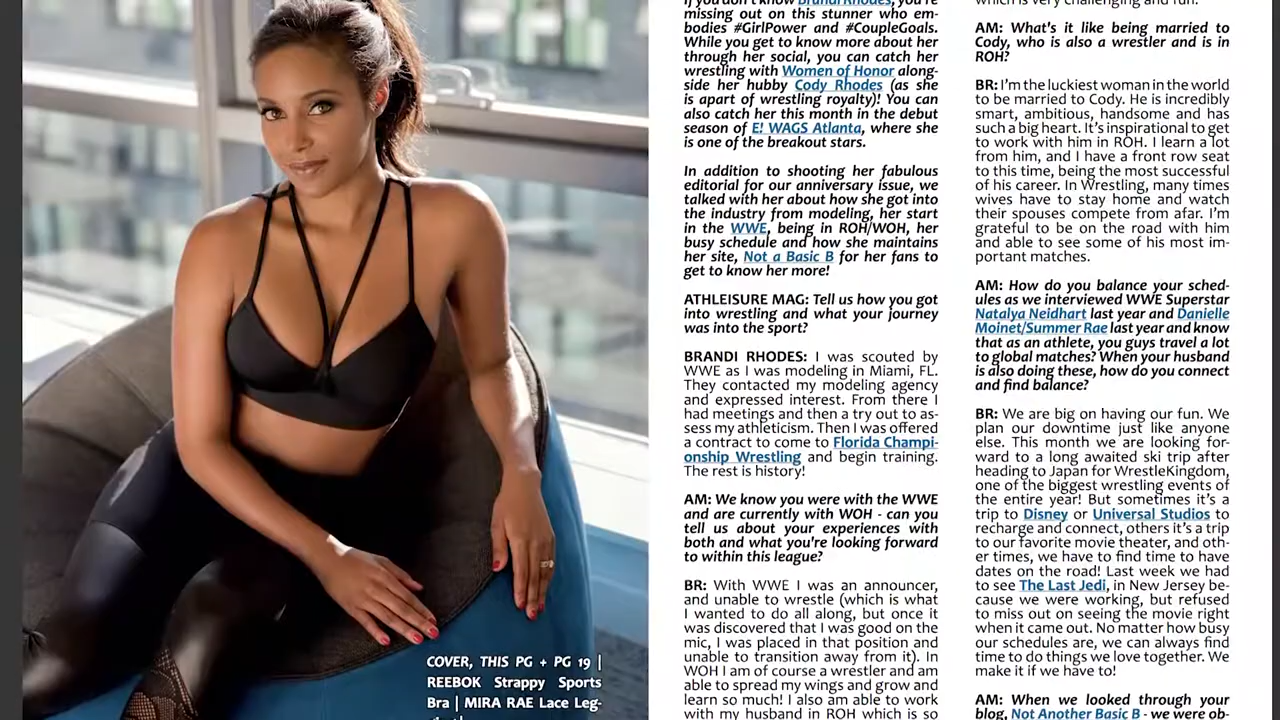 If you don't know Brandi Rhodes, you're
missing out on this stunner who em-
bodies #GirlPower and #CoupleGoals.
While you get to know more about her
through her social, you can catch her
wrestling with Women of Honor along-
side her hubby Cody Rhodes (as she
is apart of wrestling royalty)! You can
also catch her this month in the debut
season of E! WAGS Atlanta, where she
is one of the breakout stars.
In addition to shooting her fabulous
editorial for our anniversary issue, we
talked with her about how she got into
the industry from modeling, her start
in the WWE, being in ROH/WOH, her
busy schedule and how she maintains
her site, Not a Basic B for her fans to
get to know her more!
ATHLEISURE MAG: Tell us how you got
into wrestling and what your journey
was into the sport?
BRANDI RHODES: I was scouted by
WWE as I was modeling in Miami, FL.
They contacted my modeling agency
and expressed interest. From there I
had meetings and then a try out to as-
sess my athleticism. Then I was offered
a contract to come to Florida Champi-
onship Wrestling and begin training.
The rest is history!
AM: We know you were with the WWE
and are currently with WOH - can you
tell us about your experiences with
both and what you're looking forward
to within this league?
BR: With WWE I was an announcer,
and unable to wrestle (which is what
I wanted to do all along, but once it
was discovered that I was good on the
mic, I was placed in that position and
unable to transition away from it). In
WOH I am of course a wrestler and am
able to spread my wings and grow and
learn so much! I also am able to work
with my husband in ROH which is so
which is very challenging and fun.
AM: What's it like being married to
Cody, who is also a wrestler and is in
ROH?
BR: I'm the luckiest woman in the world
to be married to Cody. He is incredibly
smart, ambitious, handsome and has
such a big heart. It's inspirational to get
to work with him in ROH. I learn a lot
from him, and I have a front row seat
to this time, being the most successful
of his career. In Wrestling, many times
wives have to stay home and watch
their spouses compete from afar. I'm
grateful to be on the road with him
and able to see some of his most im-
portant matches.
AM: How do you balance your sched-
ules as we interviewed WWE Superstar
Natalya Neidhart last year and Danielle
Moinet/Summer Rae last year and know
that as an athlete, you guys travel a lot
to global matches? When your husband
is also doing these, how do you connect
and find balance?
BR: We are big on having our fun. We
plan our downtime just like anyone
else. This month we are looking for-
ward to a long awaited ski trip after
heading to Japan for WrestleKingdom,
one of the biggest wrestling events of
the entire year! But sometimes it's a
trip to Disney or Universal Studios to
recharge and connect, others it's a trip
to our favorite movie theater, and oth-
er times, we have to find time to have
dates on the road! Last week we had
to see The Last Jedi, in New Jersey be-
cause we were working, but refused
to miss out on seeing the movie right
when it came out. No matter how busy
our schedules are, we can always find
time to do things we love together. We
make it if we have to!
AM: When we looked through your
blog, Not Another Basic B - we were ob-
COVER, THIS PG + PG 19 |
REEBOK Strappy Sports
Bra | MIRA RAE Lace Leg-